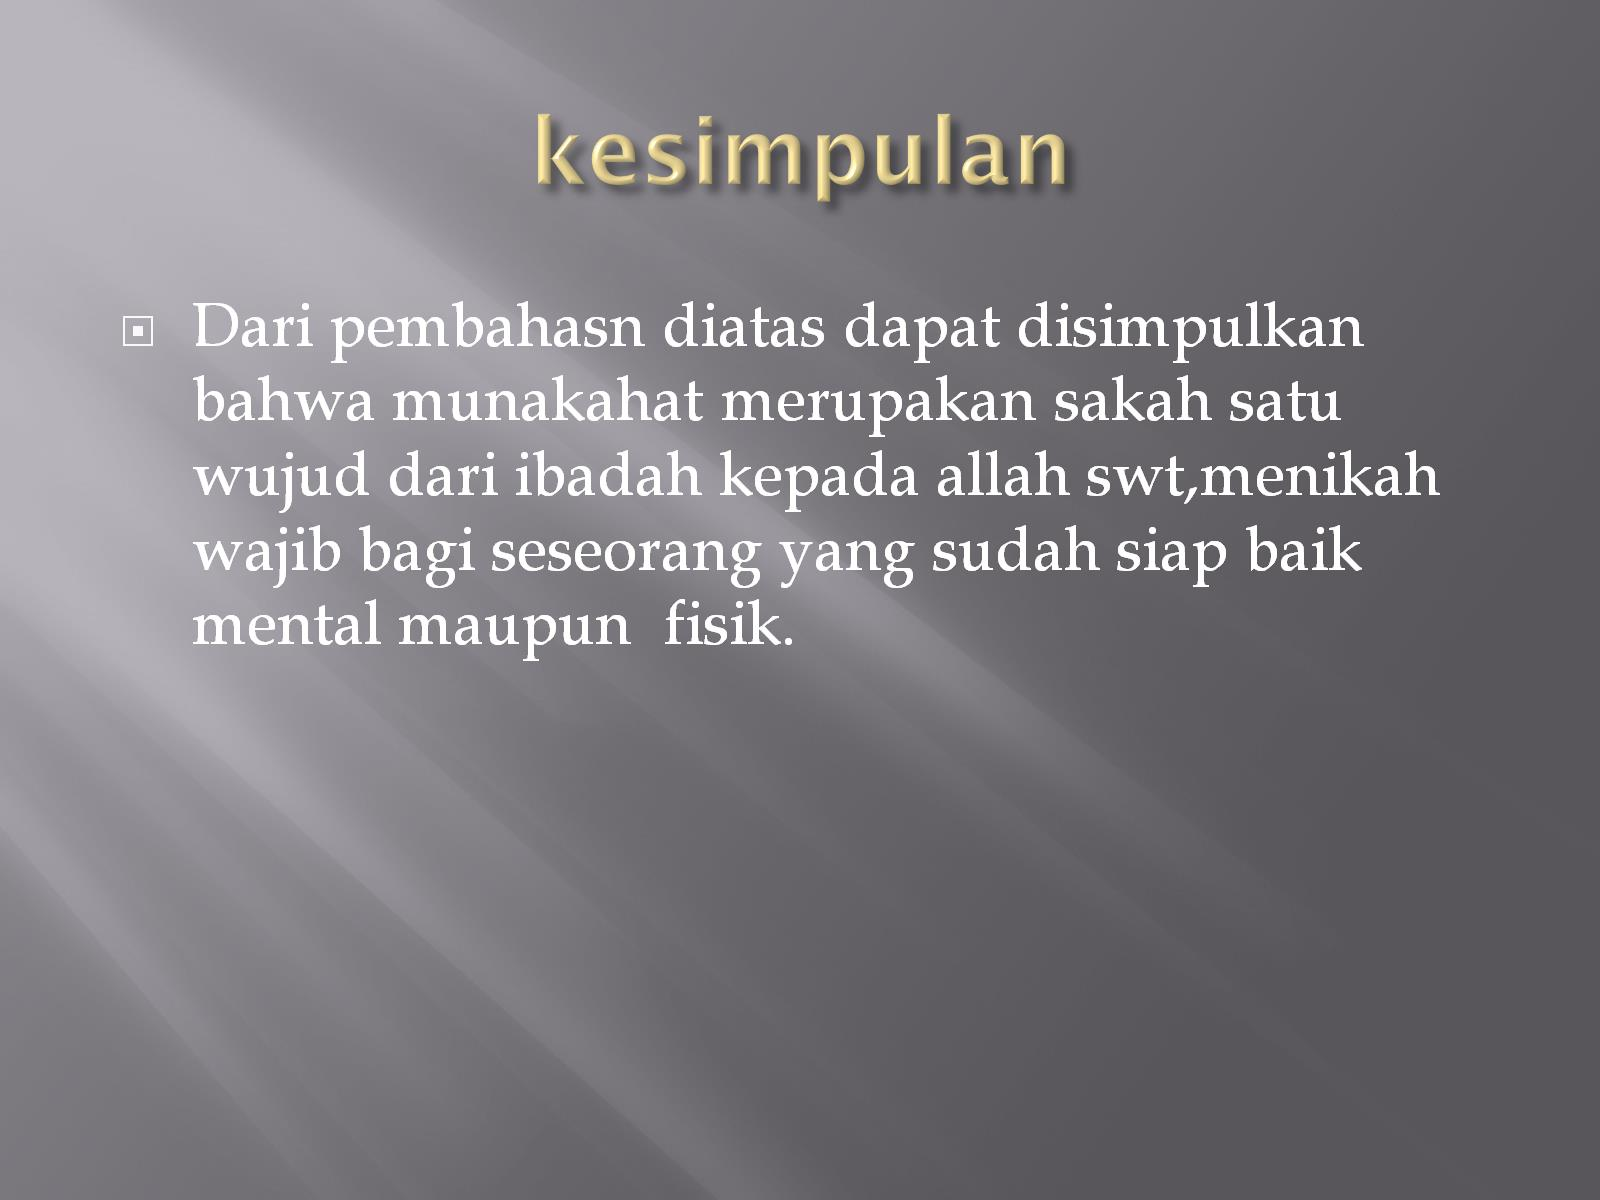 kesimpulan
Dari pembahasn diatas dapat disimpulkan
bahwa munakahat merupakan sakah satu
wujud dari ibadah kepada allah swt,menikah
wajib bagi seseorang yang sudah siap baik
mental maupun  fisik.